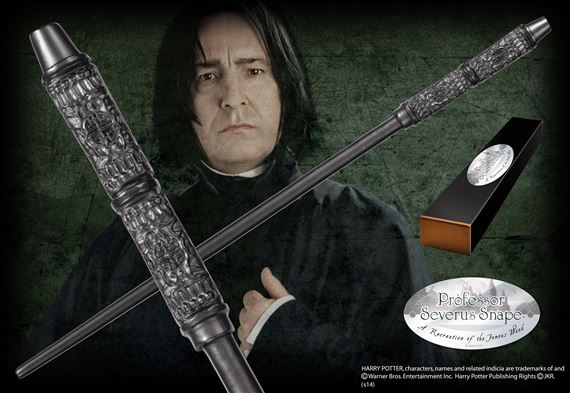 Professor
Severus Snape
A Recreation of the Famous Wand
HARRY POTTER, characters, names and related indicia are trademarks of and
©Warner Bros. Entertainment Inc. Harry Potter Publishing Rights © JKR.
(s14)